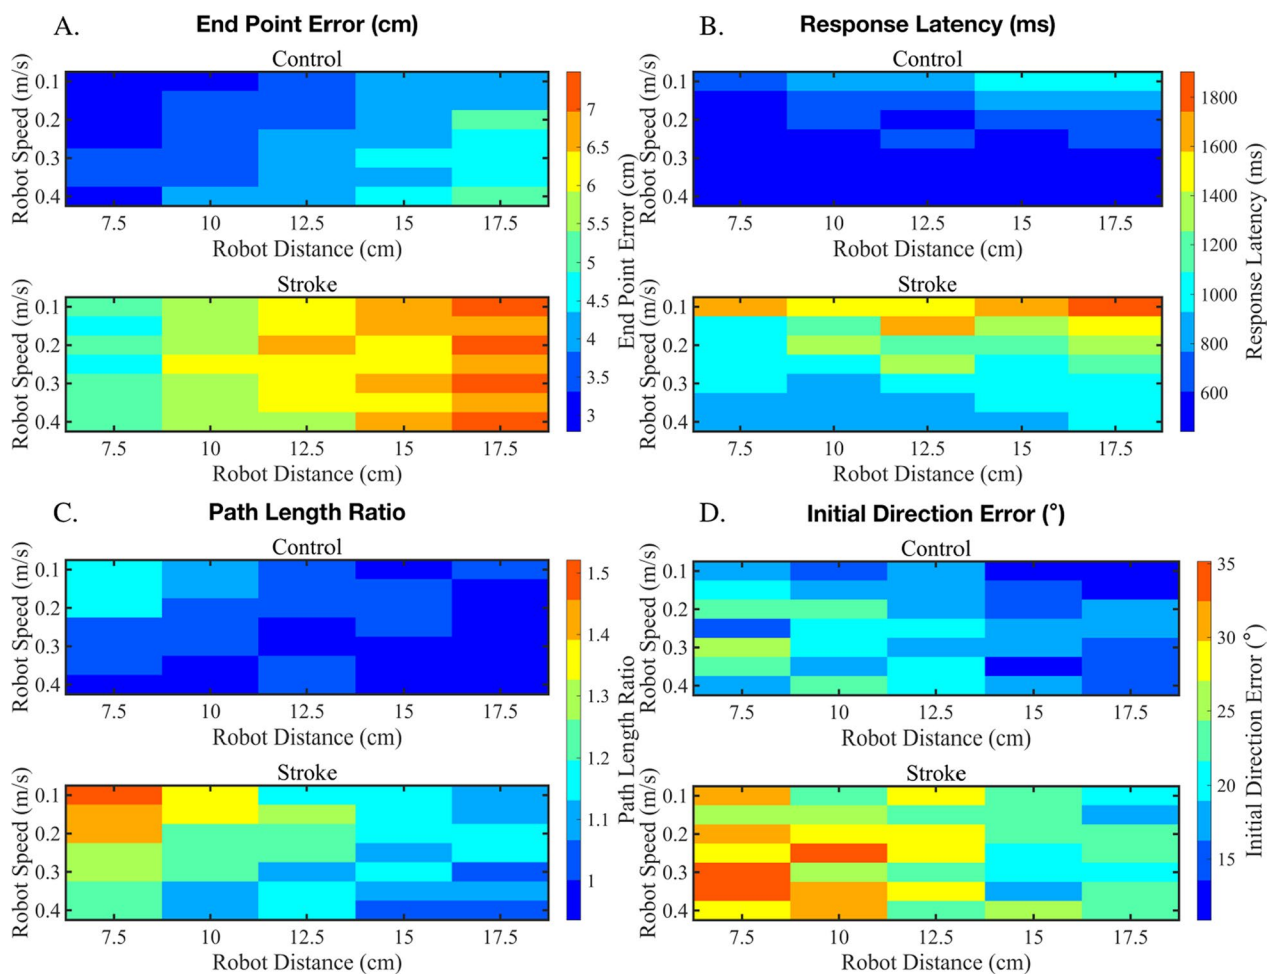 A. End Point Error (cm)
Control
Robot Speed (m/s)
0.1
0.2
0.3
0.4
7.5 10 12.5 15 17.5
Robot Distance (cm)
Stroke
Robot Speed (m/s)
0.1
0.2
0.3
0.4
7.5 10 12.5 15 17.5
Robot Distance (cm)
7
6.5
6
5.5
5
4.5
4
3.5
3
End Point Error (cm)
B. Response Latency (ms)
Control
Robot Speed (m/s)
0.1
0.2
0.3
0.4
7.5 10 12.5 15 17.5
Robot Distance (cm)
Stroke
Robot Speed (m/s)
0.1
0.2
0.3
0.4
7.5 10 12.5 15 17.5
Robot Distance (cm)
1800
1600
1400
1200
1000
800
600
Response Latency (ms)
C. Path Length Ratio
Control
Robot Speed (m/s)
0.1
0.2
0.3
0.4
7.5 10 12.5 15 17.5
Robot Distance (cm)
Stroke
Robot Speed (m/s)
0.1
0.2
0.3
0.4
7.5 10 12.5 15 17.5
Robot Distance (cm)
1.5
1.4
1.3
1.2
1.11
1
Path Length Ratio
D. Initial Direction Error (°)
Control
Robot Speed (m/s)
0.1
0.2
0.3
0.4
7.5 10 12.5 15 17.5
Robot Distance (cm)
Stroke
Robot Speed (m/s)
0.1
0.2
0.3
0.4
7.5 10 12.5 15 17.5
Robot Distance (cm)
35
30
25
20
15
Initial Direction Error (°)